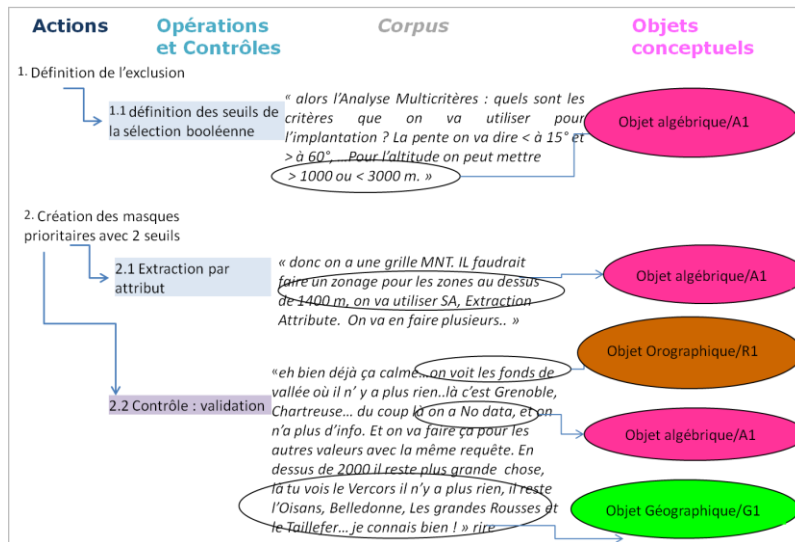 Actions
Opérations
et Contrôles
Corpus
Objets
conceptuels
1. Définition de l'exclusion
1.1 définition des seuils de
la sélection booléenne
« alors l'Analyse Multicritères : quels sont les
critères que on va utiliser pour
l'implantation ? La pente on va dire < à 15° et
> à 60°, ...Pour l'altitude on peut mettre
> 1000 ou < 3000 m. »
Objet algébrique/A1
2. Création des masques
prioritaires avec 2 seuils
2.1 Extraction par
attribut
« donc on a une grille MNT. IL faudrait
faire un zonage pour les zones au dessus
de 1400 m, on va utiliser SA, Extraction
Attribute. On va en faire plusieurs.. »
Objet algébrique/A1
2.2 Contrôle : validation
«eh bien déjà ça calme...on voit les fonds de
vallée où il n' y a plus rien..là c'est Grenoble,
Chartreuse... du coup là on a No data, et on
n'a plus d'info. Et on va faire ça pour les
autres valeurs avec la même requête. En
dessus de 2000 il reste plus grande chose,
là tu vois le Vercors il n'y a plus rien, il reste
l'Oisans, Belledonne, Les grandes Rousses et
le Taillefer... je connais bien ! » rire
Objet Orographique/R1
Objet algébrique/A1
Objet Géographique/G1